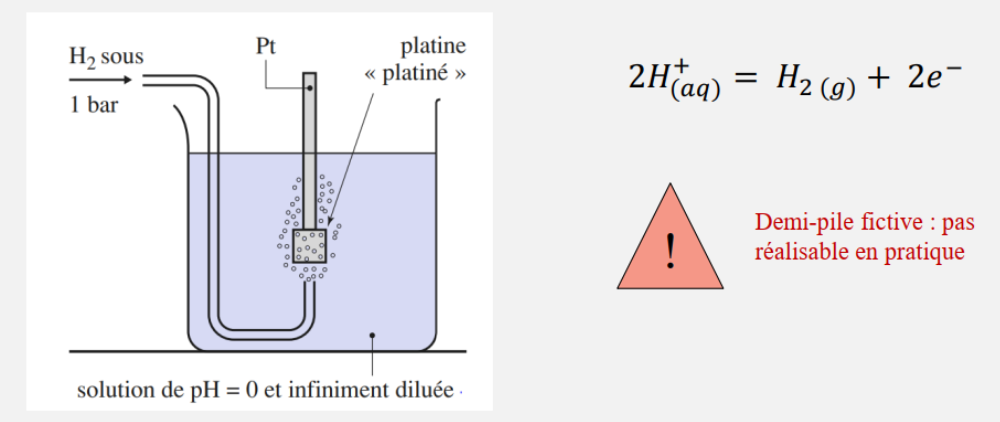 H₂ sous
1 bar
Pt
platine
« platiné »
solution de pH = 0 et infiniment diluée
2H⁺(aq) = H₂ (g) + 2e⁻
!
Demi-pile fictive : pas
réalisable en pratique